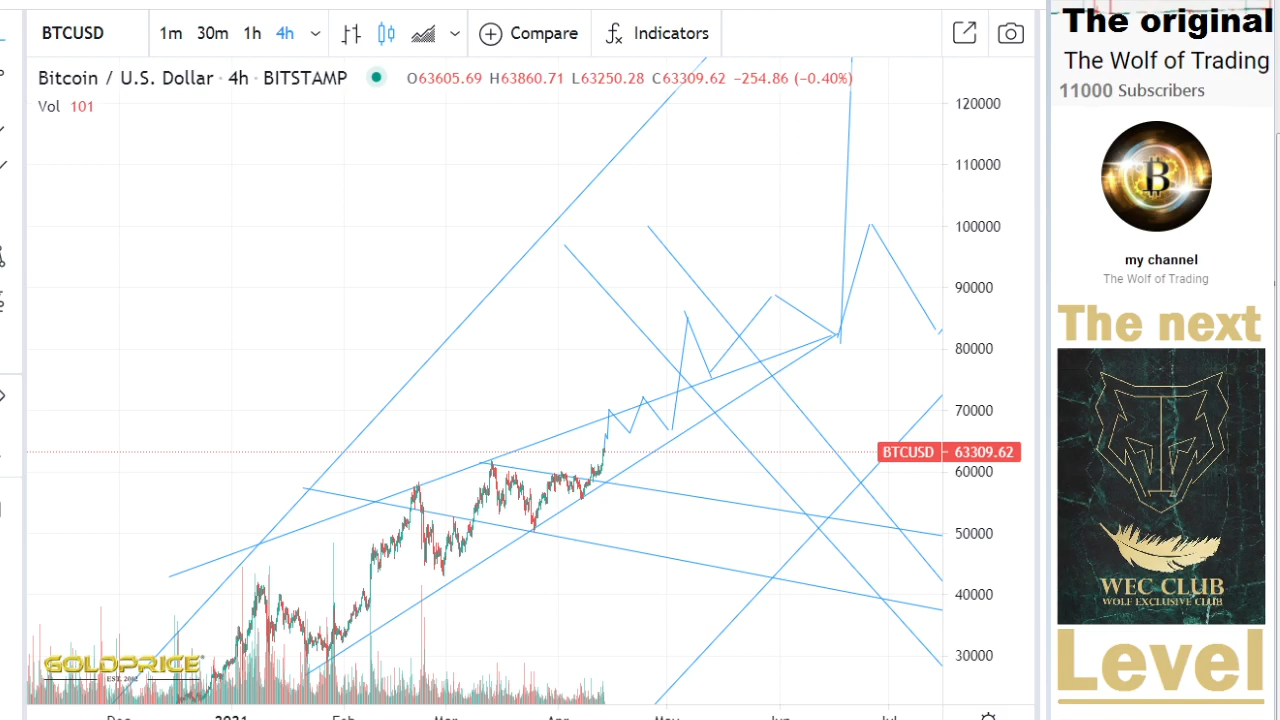 BTCUSD 1m 30m 1h 4h Compare Indicators
Bitcoin / U.S. Dollar · 4h · BITSTAMP O63605.69 H63860.71 L63250.28 C63309.62 −254.86 (−0.40%)
Vol 101
120000
110000
100000
90000
80000
70000
BTCUSD 63309.62
60000
50000
40000
30000
GOLDPRICE
EST. 2002
Dec 2021 Feb Mar Apr May Jun Jul
The original
The Wolf of Trading
11000 Subscribers
B
my channel
The Wolf of Trading
The next
WEC CLUB
WOLF EXCLUSIVE CLUB
Level